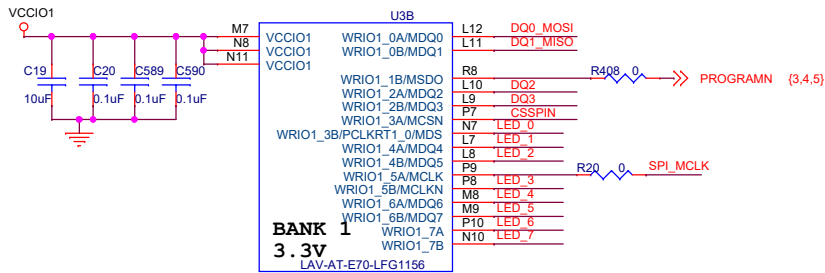 VCCIO1
U3B
M7 VCCIO1 WRIO1_0A/MDQ0 L12 DQ0_MOSI
N8 VCCIO1 WRIO1_0B/MDQ1 L11 DQ1_MISO
N11 VCCIO1
C19 C20 C589 C590
10uF 0.1uF 0.1uF 0.1uF
WRIO1_1B/MSDO R8 R408 0 PROGRAMN {3,4,5}
WRIO1_2A/MDQ2 L10 DQ2
WRIO1_2B/MDQ3 L9 DQ3
WRIO1_3A/MCSN P7 CSSPIN
WRIO1_3B/PCLKRT1_0/MDS N7 LED_0
WRIO1_4A/MDQ4 L7 LED_1
WRIO1_4B/MDQ5 L8 LED_2
WRIO1_5A/MCLK P9 R20 0 SPI_MCLK
WRIO1_5B/MCLKN P8 LED_3
WRIO1_6A/MDQ6 M8 LED_4
WRIO1_6B/MDQ7 M9 LED_5
WRIO1_7A P10 LED_6
WRIO1_7B N10 LED_7
BANK 1
3.3V
LAV-AT-E70-LFG1156